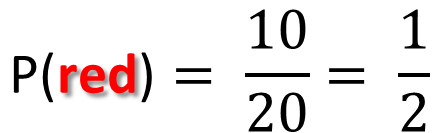 P(red) = 10/20 = 1/2